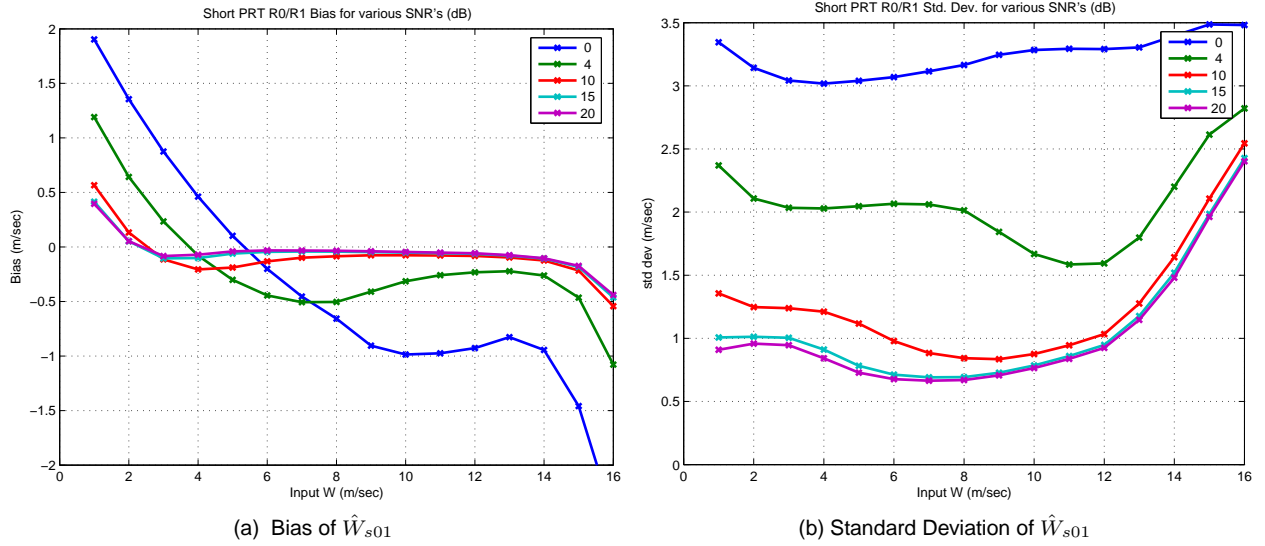 Short PRT R0/R1 Bias for various SNR's (dB)
2
1.5
1
0.5
0
−0.5
−1
−1.5
−2
Bias (m/sec)
0
4
10
15
20
0 2 4 6 8 10 12 14 16
Input W (m/sec)
(a) Bias of Ŵs01
Short PRT R0/R1 Std. Dev. for various SNR's (dB)
3.5
3
2.5
2
1.5
1
0.5
0
std dev (m/sec)
0
4
10
15
20
0 2 4 6 8 10 12 14 16
Input W (m/sec)
(b) Standard Deviation of Ŵs01